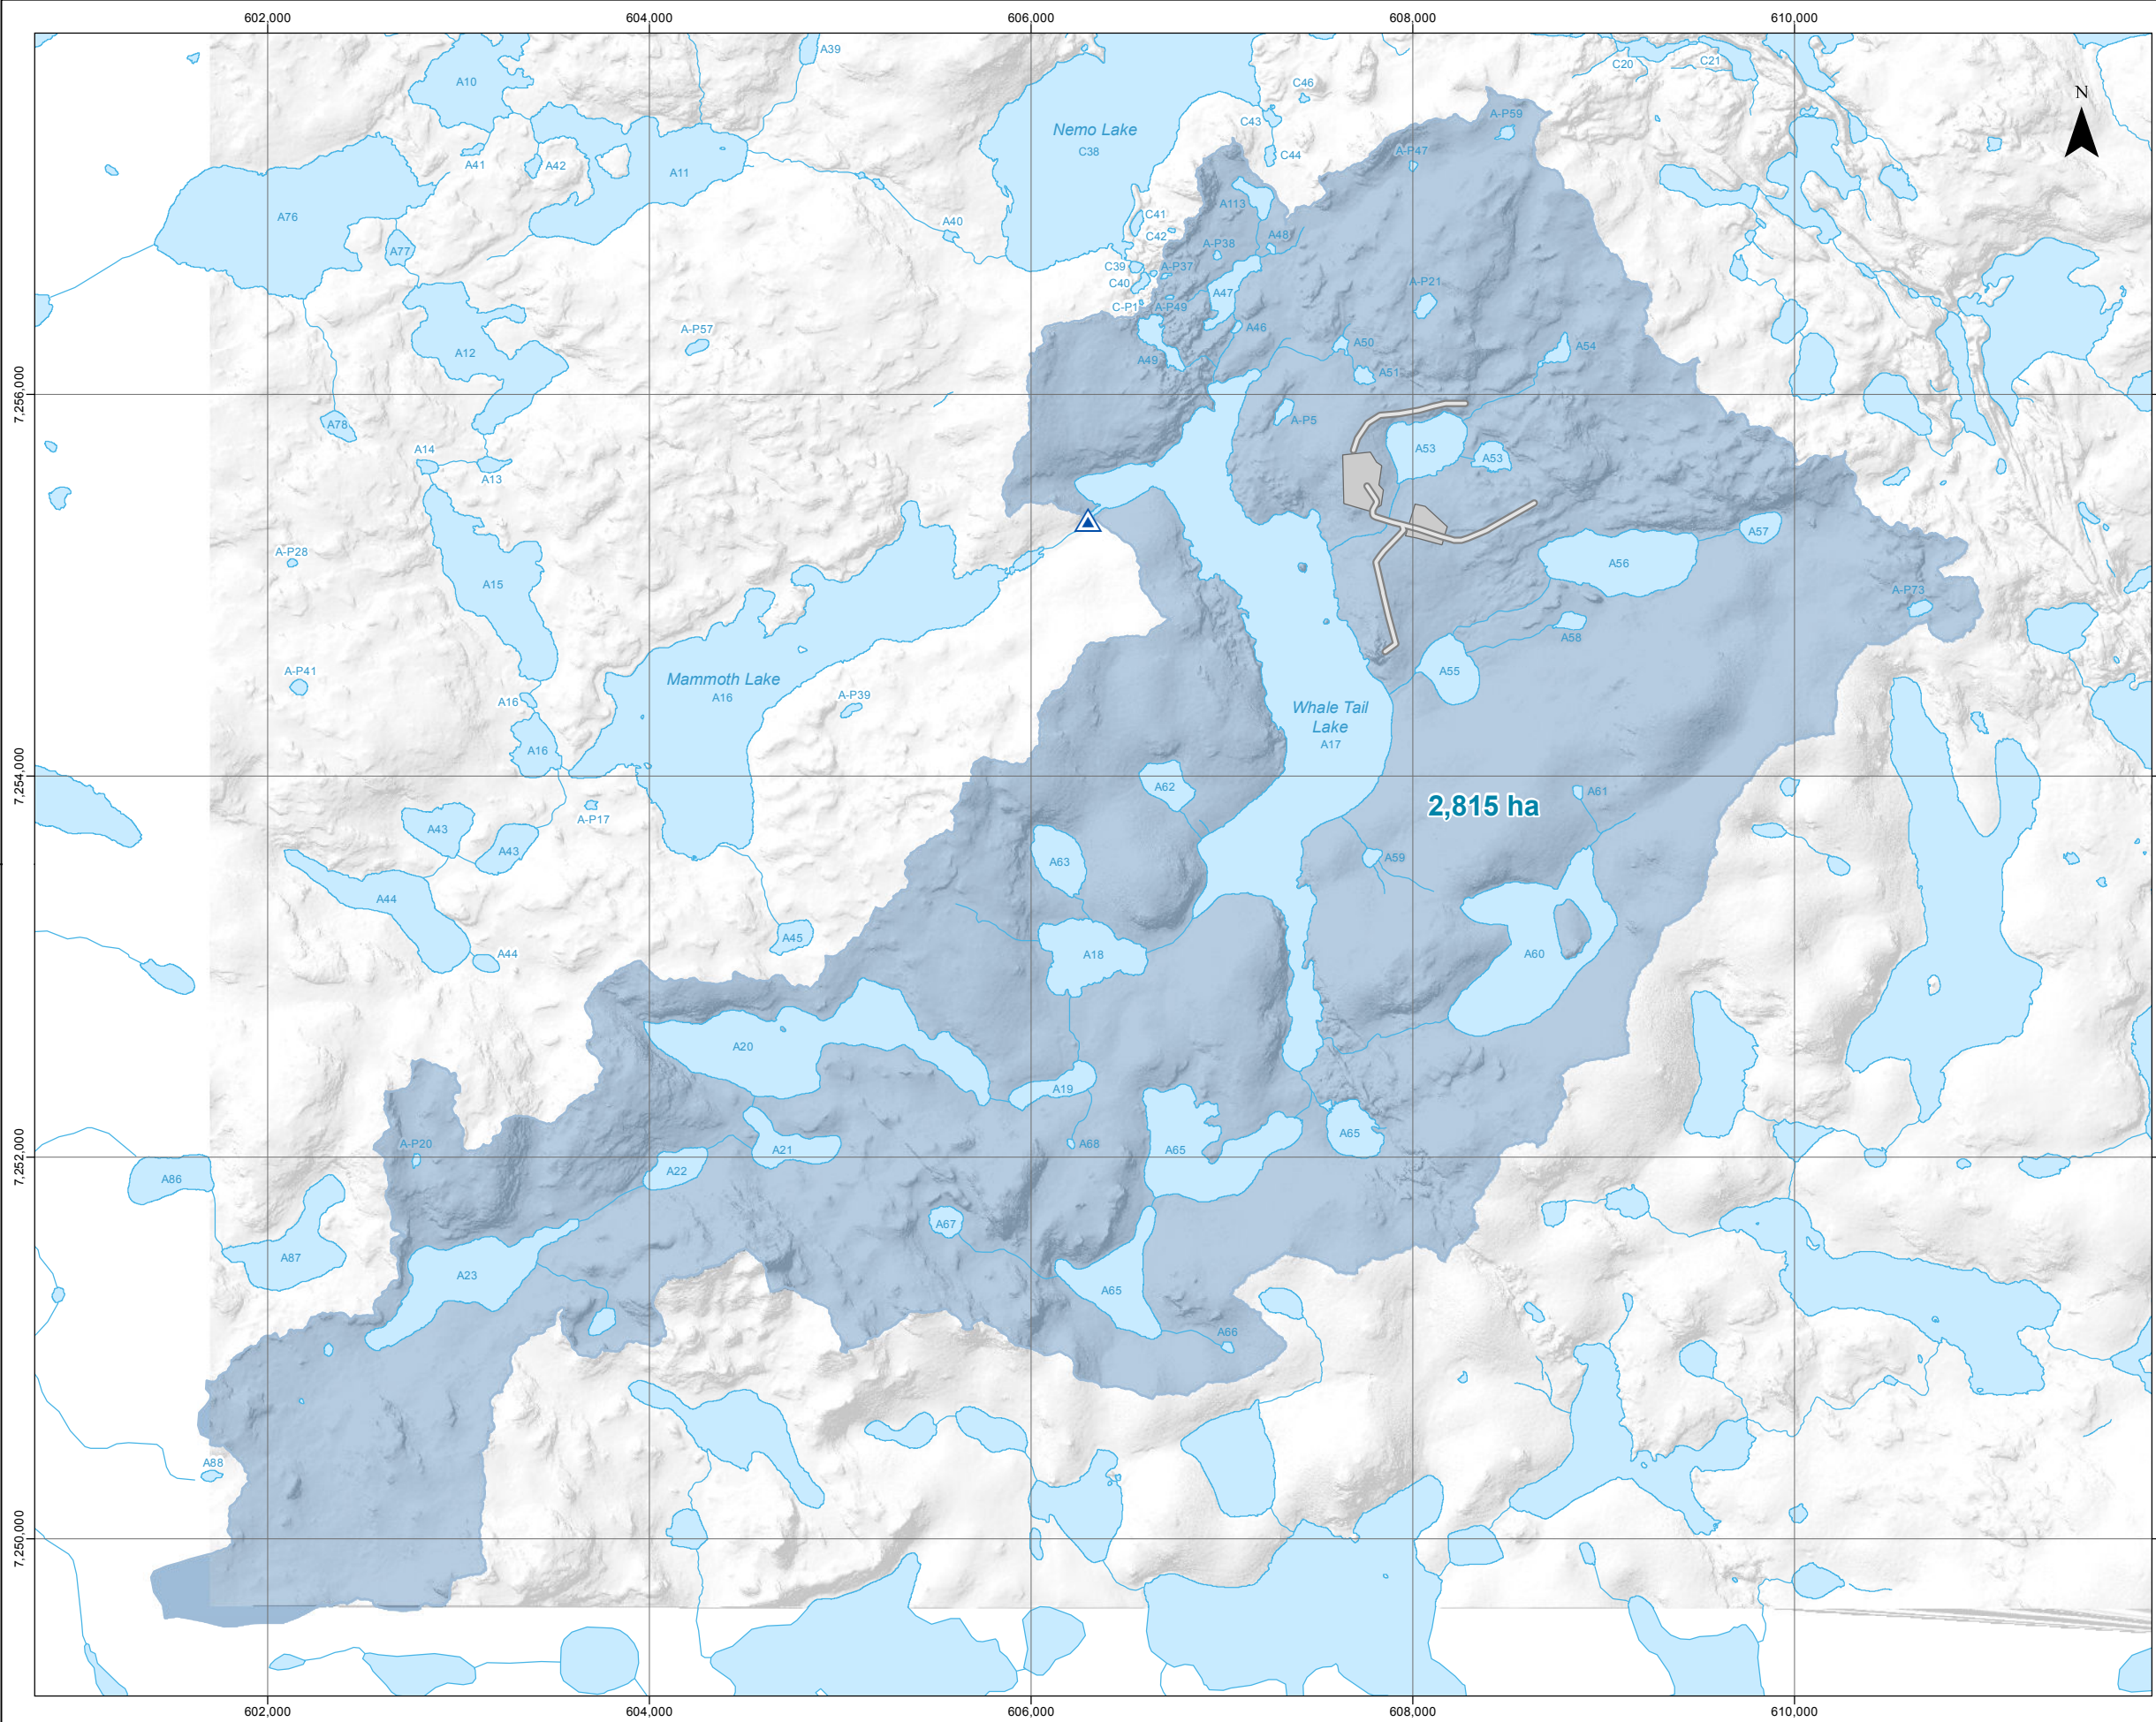 602,000
604,000
606,000
608,000
610,000
A39
C20
C21
A10
C46
N
A-P59
Nemo Lake
C38
C43
C44
A-P47
A41
A42
A11
A76
A113
C41
A40
C42
A-P38
A48
A77
C39
A-P37
C40
A47
A-P21
C-P1
A-P49
A46
A-P57
A12
A49
A50
A54
A51
7,256,000
A78
A-P5
A14
A53
A53
A13
A57
A-P28
A56
A15
A-P73
A58
A-P41
Mammoth Lake
A16
A-P39
A55
A16
Whale Tail
Lake
A17
A16
7,254,000
A62
A61
2,815 ha
A-P17
A43
A43
A63
A59
A44
A45
A44
A18
A60
A20
A19
7,252,000
A-P20
A21
A68
A65
A65
A22
A86
A67
A87
A23
A65
A66
A88
7,250,000
602,000
604,000
606,000
608,000
610,000